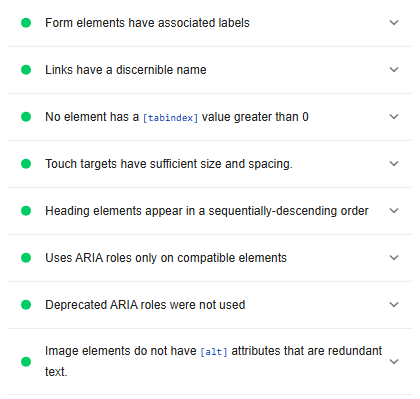 Form elements have associated labels
Links have a discernible name
No element has a [tabindex] value greater than 0
Touch targets have sufficient size and spacing.
Heading elements appear in a sequentially-descending order
Uses ARIA roles only on compatible elements
Deprecated ARIA roles were not used
Image elements do not have [alt] attributes that are redundant
text.